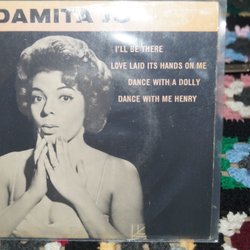 DAMITA JO
I'LL BE THERE
LOVE LAID ITS HANDS ON ME
DANCE WITH A DOLLY
DANCE WITH ME HENRY